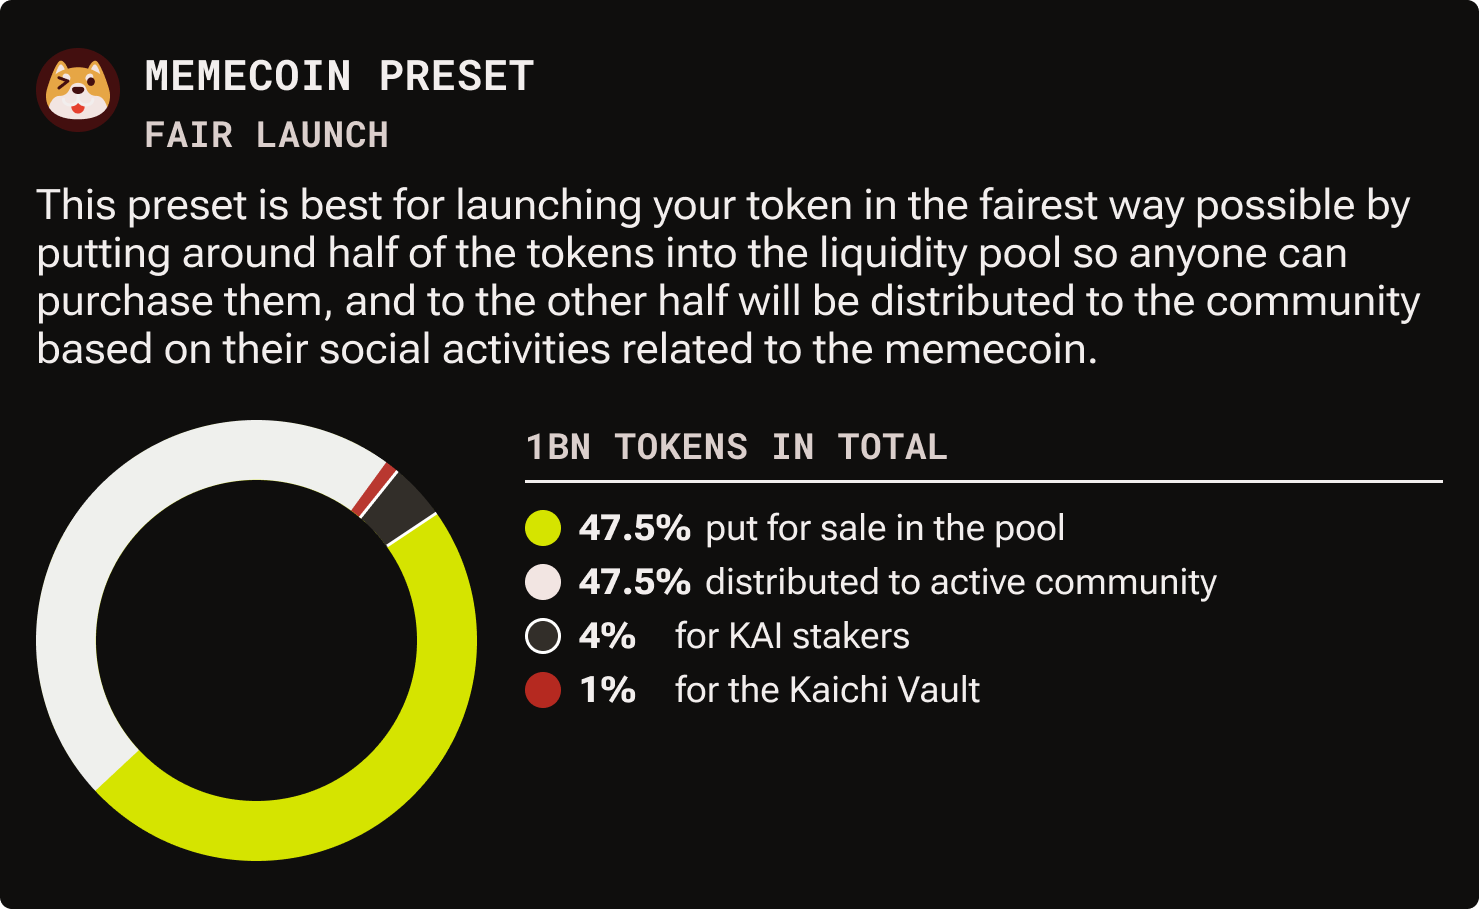 MEMECOIN PRESET
FAIR LAUNCH
This preset is best for launching your token in the fairest way possible by
putting around half of the tokens into the liquidity pool so anyone can
purchase them, and to the other half will be distributed to the community
based on their social activities related to the memecoin.
1BN TOKENS IN TOTAL
47.5% put for sale in the pool
47.5% distributed to active community
4% for KAI stakers
1% for the Kaichi Vault